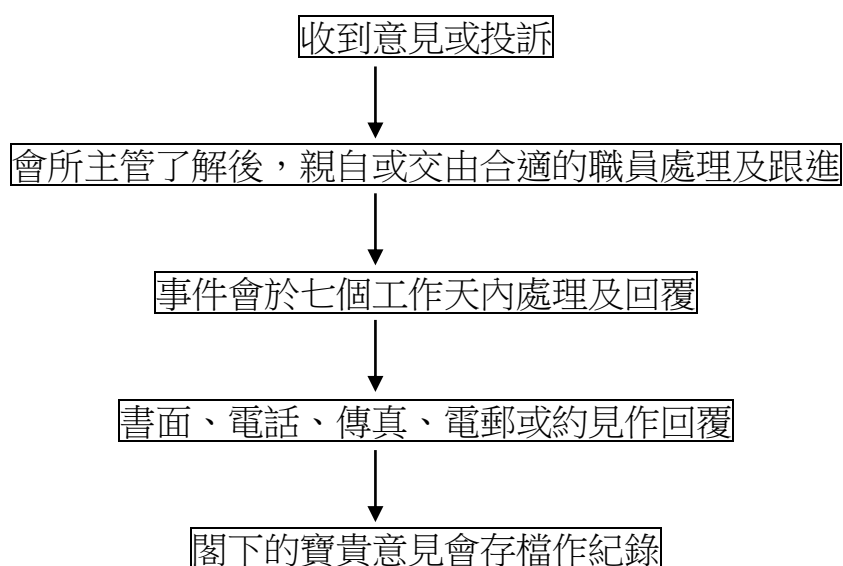 收到意見或投訴
會所主管了解後，親自或交由合適的職員處理及跟進
事件會於七個工作天內處理及回覆
書面、電話、傳真、電郵或約見作回覆
閣下的寶貴意見會存檔作紀錄